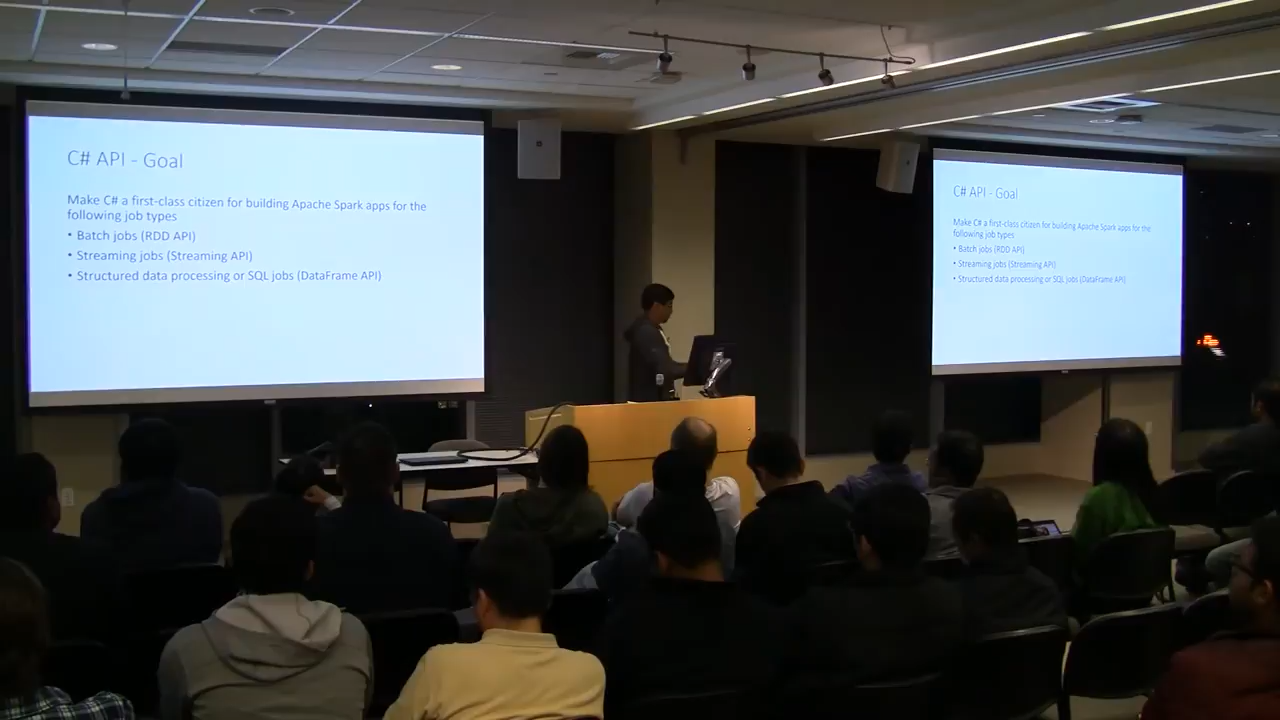 C# API - Goal
Make C# a first-class citizen for building Apache Spark apps for the
following job types
• Batch jobs (RDD API)
• Streaming jobs (Streaming API)
• Structured data processing or SQL jobs (DataFrame API)
C# API - Goal
Make C# a first-class citizen for building Apache Spark apps for the
following job types
• Batch jobs (RDD API)
• Streaming jobs (Streaming API)
• Structured data processing or SQL jobs (DataFrame API)